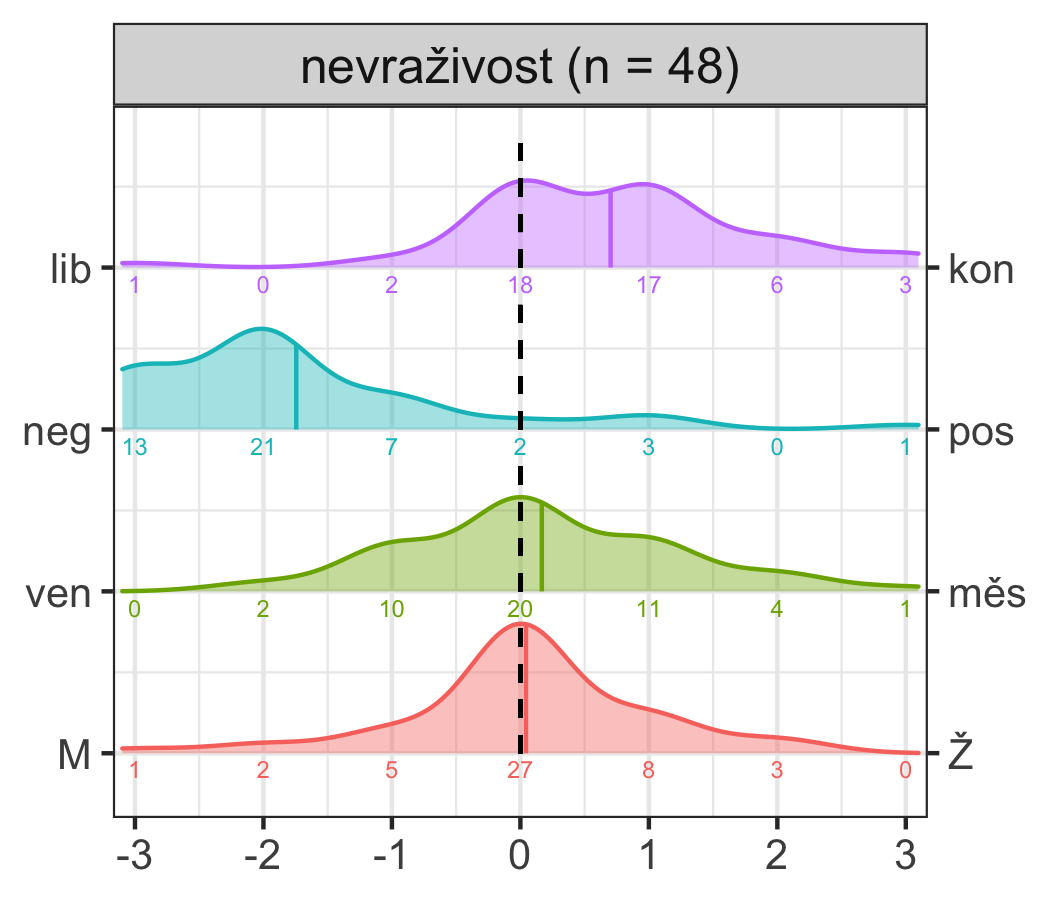 nevraživost (n = 48)
lib kon
1 0 2 18 17 6 3
neg pos
13 21 7 2 3 0 1
ven měs
0 2 10 20 11 4 1
M Ž
1 2 5 27 8 3 0
-3 -2 -1 0 1 2 3